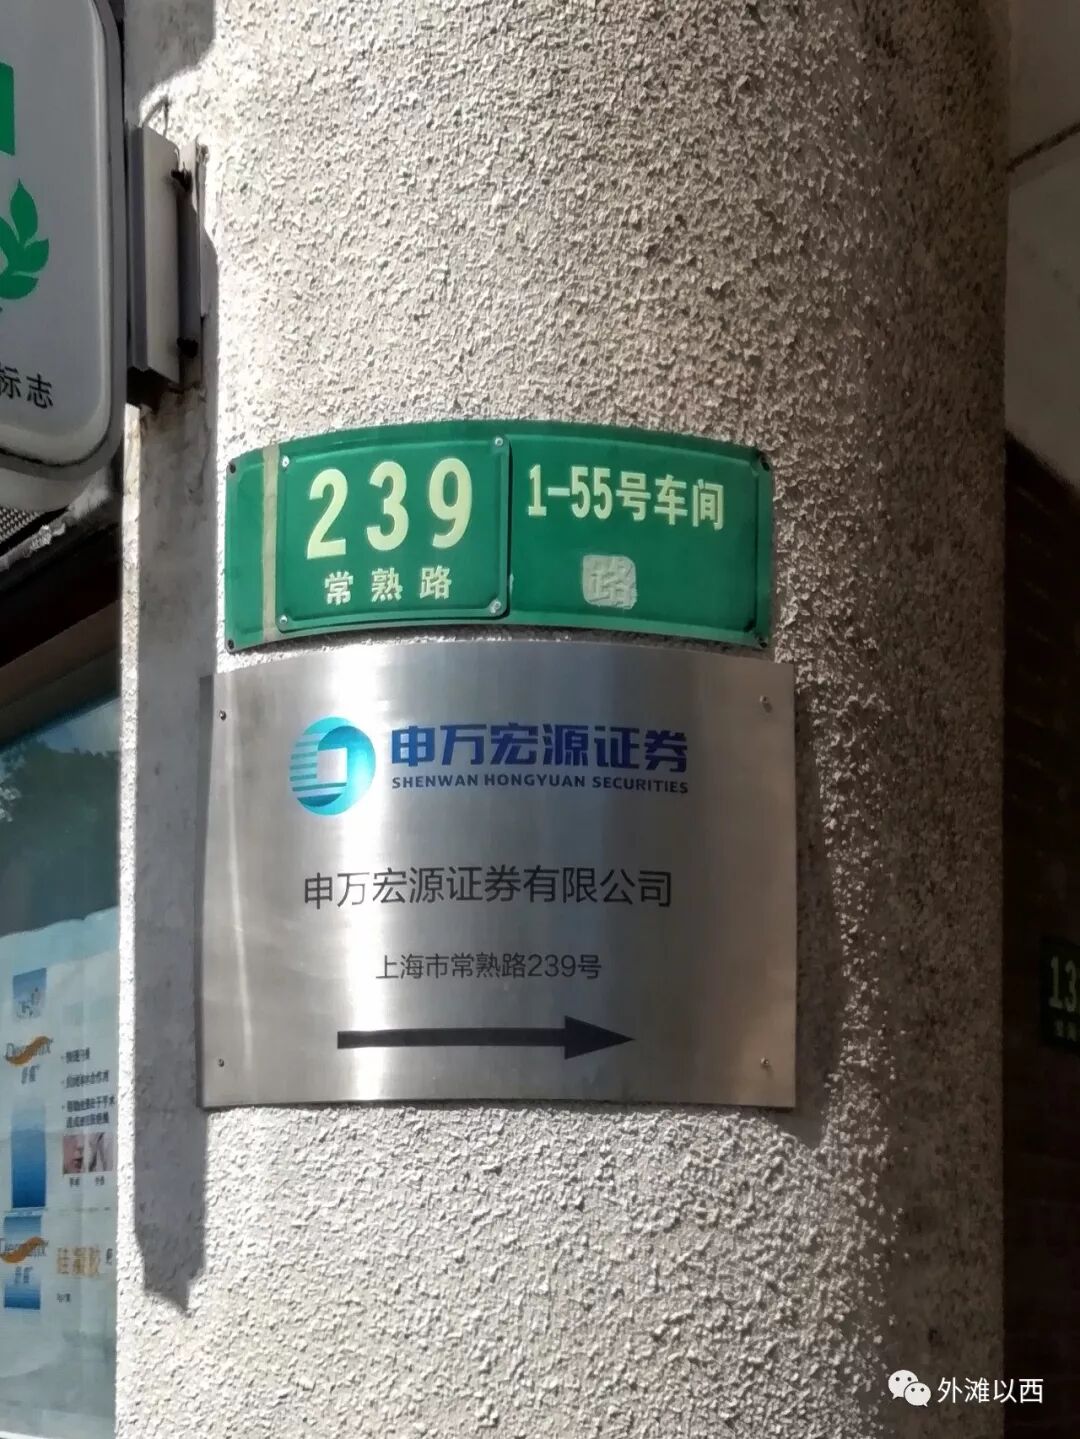 标志
239
常熟路
1-55号车间
路
申万宏源证券
SHENWAN HONGYUAN SECURITIES
申万宏源证券有限公司
上海市常熟路239号
13
外滩以西